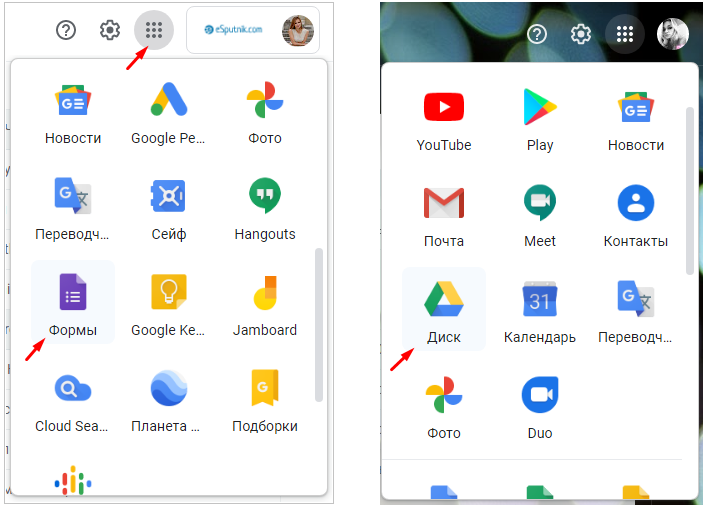 eSputnik.com
Новости
Google Pe...
Фото
Переводч...
Сейф
Hangouts
Формы
Google Ke...
Jamboard
Cloud Sea...
Планета ...
Подборки
YouTube
Play
Новости
Почта
Meet
Контакты
Диск
31
Календарь
Переводч...
Фото
Duo